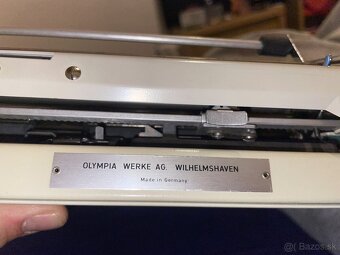 OLYMPIA WERKE AG. WILHELMSHAVEN
Made in Germany
Bazos.sk